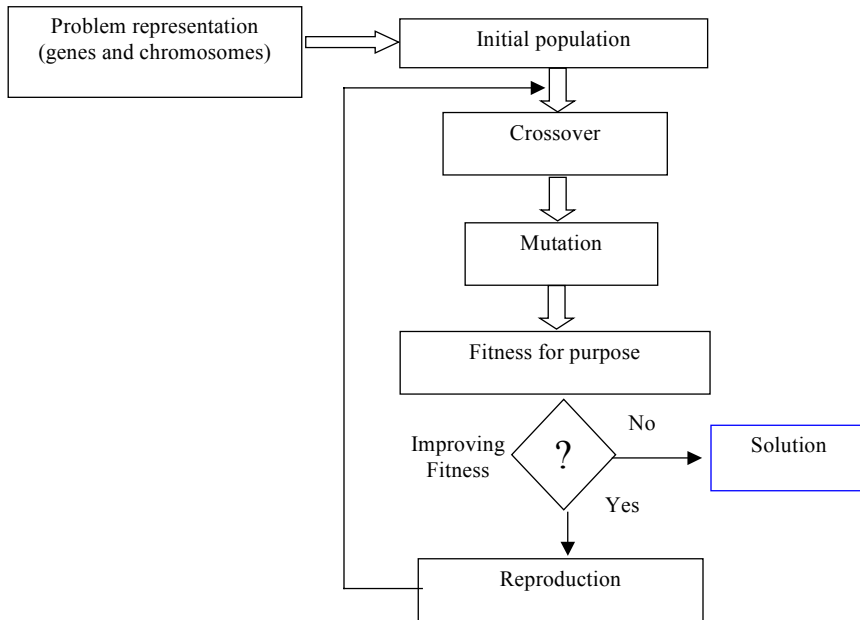 Problem representation
(genes and chromosomes)
Initial population
Crossover
Mutation
Fitness for purpose
Improving
Fitness
?
No
Solution
Yes
Reproduction